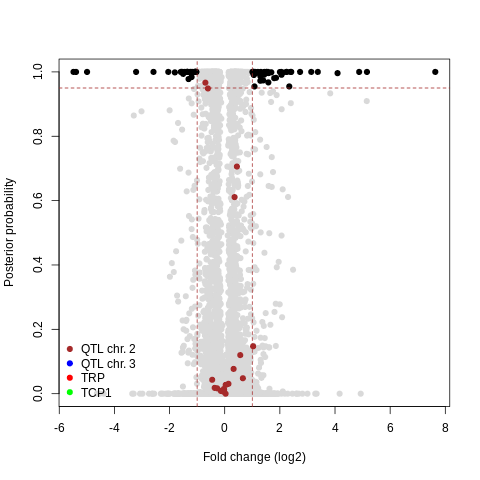 1.0
0.8
0.6
0.4
0.2
0.0
Posterior probability
QTL chr. 2
QTL chr. 3
TRP
TCP1
-6 -4 -2 0 2 4 6 8
Fold change (log2)